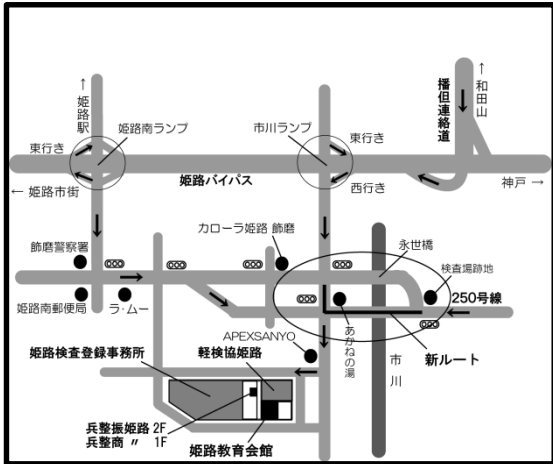 ↑
姫路駅
姫路南ランプ
市川ランプ
播但連絡道
↑
和田山
東行き
東行き
← 姫路市街
姫路バイパス
西行き
神戸 →
カローラ姫路 飾磨
永世橋
飾磨警察署
検査場跡地
姫路南郵便局
ラ・ムー
250号線
あかねの湯
APEXSANYO
新ルート
市川
姫路検査登録事務所
軽検協姫路
兵整振姫路 2F
兵整商 〃 1F
姫路教育会館